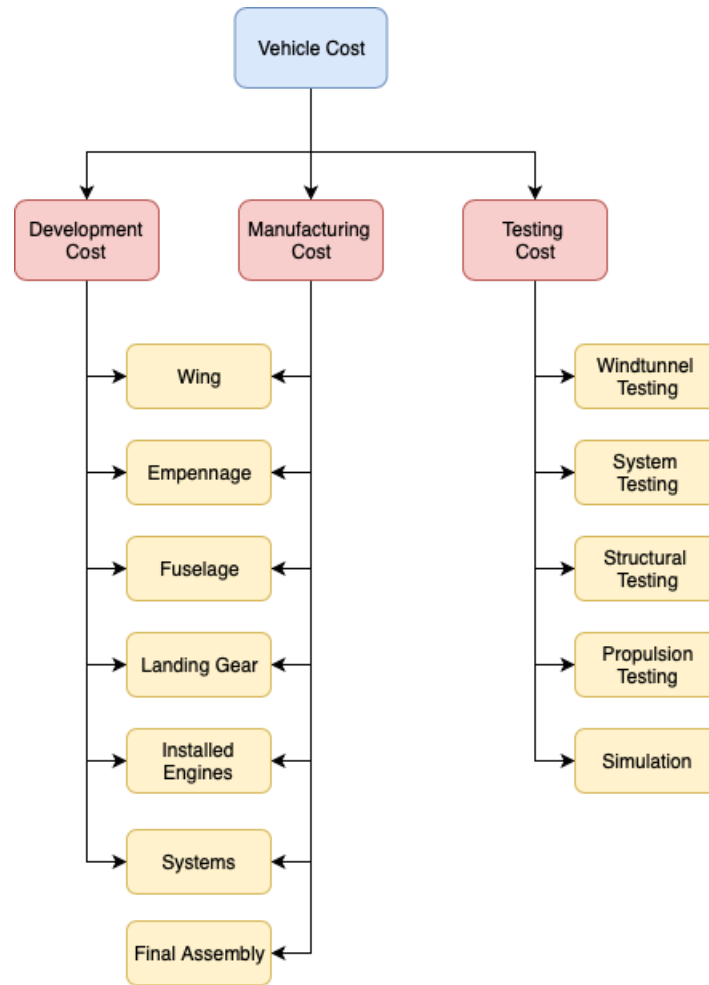 Vehicle Cost
Development
Cost
Manufacturing
Cost
Testing
Cost
Wing
Empennage
Fuselage
Landing Gear
Installed
Engines
Systems
Final Assembly
Windtunnel
Testing
System
Testing
Structural
Testing
Propulsion
Testing
Simulation